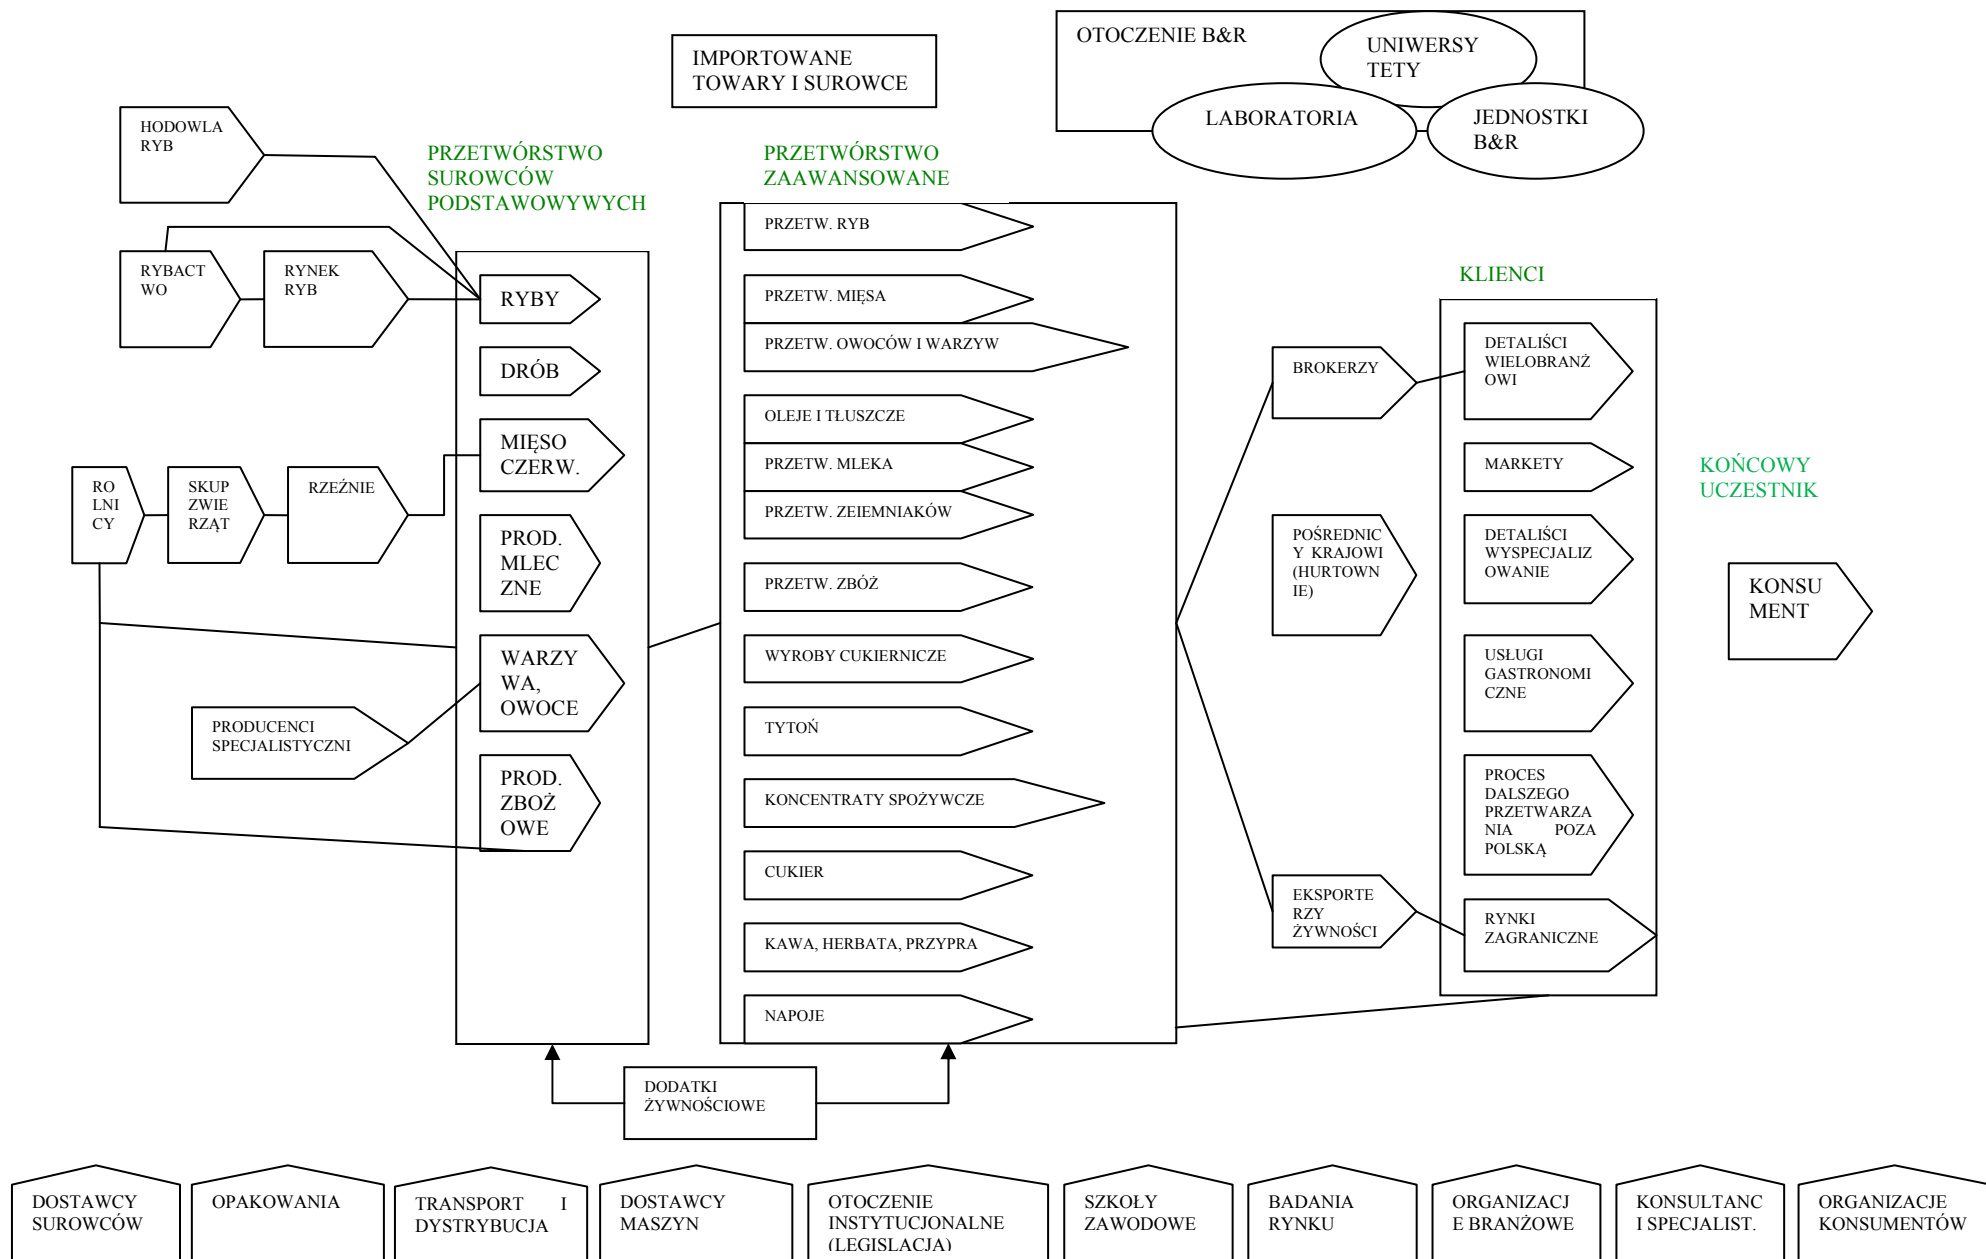 IMPORTOWANE
TOWARY I SUROWCE
OTOCZENIE B&R
UNIWERSY
TETY
LABORATORIA
JEDNOSTKI
B&R
HODOWLA
RYB
PRZETWÓRSTWO
SUROWCÓW
PODSTAWOWYWYCH
PRZETWÓRSTWO
ZAAWANSOWANE
RYBACT
WO
RYNEK
RYB
RYBY
DRÓB
MIĘSO
CZERW.
RO
LNI
CY
SKUP
ZWIE
RZĄT
RZEŹNIE
PROD.
MLEC
ZNE
WARZY
WA,
OWOCE
PRODUCENCI
SPECJALISTYCZNI
PROD.
ZBOŻ
OWE
PRZETW. RYB
PRZETW. MIĘSA
PRZETW. OWOCÓW I WARZYW
OLEJE I TŁUSZCZE
PRZETW. MLEKA
PRZETW. ZEIEMNIAKÓW
PRZETW. ZBÓŻ
WYROBY CUKIERNICZE
TYTOŃ
KONCENTRATY SPOŻYWCZE
CUKIER
KAWA, HERBATA, PRZYPRA
NAPOJE
BROKERZY
POŚREDNIC
Y KRAJOWI
(HURTOWN
IE)
EKSPORTE
RZY
ŻYWNOŚCI
KLIENCI
DETALIŚCI
WIELOBRANŻ
OWI
MARKETY
DETALIŚCI
WYSPECJALIZ
OWANIE
USŁUGI
GASTRONOMI
CZNE
PROCES
DALSZEGO
PRZETWARZA
NIA POZA
POLSKĄ
RYNKI
ZAGRANICZNE
KOŃCOWY
UCZESTNIK
KONSU
MENT
DODATKI
ŻYWNOŚCIOWE
DOSTAWCY
SUROWCÓW
OPAKOWANIA
TRANSPORT I
DYSTRYBUCJA
DOSTAWCY
MASZYN
OTOCZENIE
INSTYTUCJONALNE
(LEGISLACJA)
SZKOŁY
ZAWODOWE
BADANIA
RYNKU
ORGANIZACJ
E BRANŻOWE
KONSULTANC
I SPECJALIST.
ORGANIZACJE
KONSUMENTÓW